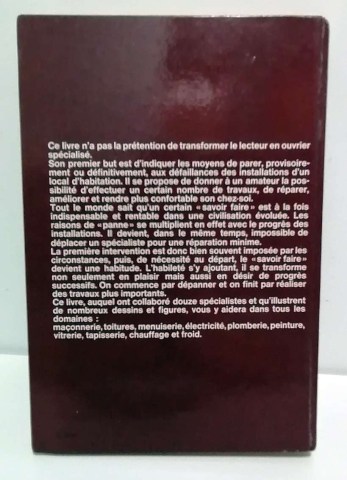 Ce livre n'a pas la prétention de transformer le lecteur en ouvrier
spécialisé.
Son premier but est d'indiquer les moyens de parer, provisoire-
ment ou définitivement, aux défaillances des installations d'un
local d'habitation. Il se propose de donner à un amateur la pos-
sibilité d'effectuer un certain nombre de travaux, de réparer,
améliorer et rendre plus confortable son chez-soi.
Tout le monde sait qu'un certain «savoir faire» est à la fois
indispensable et rentable dans une civilisation évoluée. Les
raisons de «panne» se multiplient en effet avec le progrès des
installations. Il devient, dans le même temps, impossible de
déplacer un spécialiste pour une réparation minime.
La première intervention est donc bien souvent imposée par les
circonstances, puis, de nécessité au départ, le «savoir faire»
devient une habitude. L'habileté s'y ajoutant, il se transforme
non seulement en plaisir mais aussi en désir de progrès
successifs. On commence par dépanner et on finit par réaliser
des travaux plus importants.
Ce livre, auquel ont collaboré douze spécialistes et qu'illustrent
de nombreux dessins et figures, vous y aidera dans tous les
domaines :
maçonnerie, toitures, menuiserie, électricité, plomberie, peinture,
vitrerie, tapisserie, chauffage et froid.